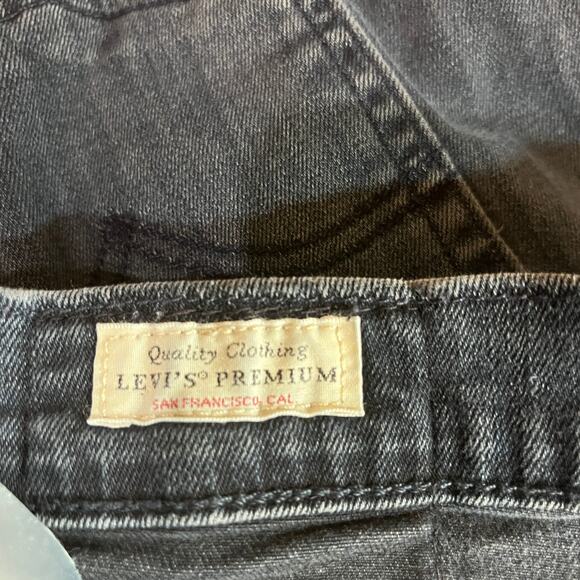 Quality Clothing
LEVI'S® PREMIUM
SAN FRANCISCO, CAL